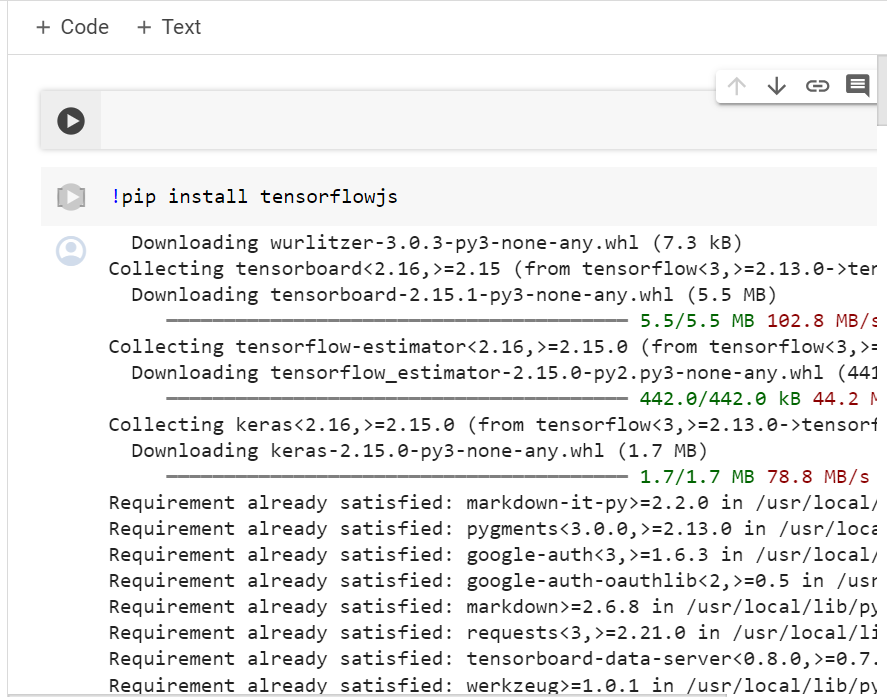 + Code + Text
!pip install tensorflowjs
Downloading wurlitzer-3.0.3-py3-none-any.whl (7.3 kB)
Collecting tensorboard<2.16,>=2.15 (from tensorflow<3,>=2.13.0->ten
Downloading tensorboard-2.15.1-py3-none-any.whl (5.5 MB)
5.5/5.5 MB 102.8 MB/s
Collecting tensorflow-estimator<2.16,>=2.15.0 (from tensorflow<3,>=
Downloading tensorflow_estimator-2.15.0-py2.py3-none-any.whl (441
442.0/442.0 kB 44.2 M
Collecting keras<2.16,>=2.15.0 (from tensorflow<3,>=2.13.0->tensorf
Downloading keras-2.15.0-py3-none-any.whl (1.7 MB)
1.7/1.7 MB 78.8 MB/s
Requirement already satisfied: markdown-it-py>=2.2.0 in /usr/local/
Requirement already satisfied: pygments<3.0.0,>=2.13.0 in /usr/loca
Requirement already satisfied: google-auth<3,>=1.6.3 in /usr/local/
Requirement already satisfied: google-auth-oauthlib<2,>=0.5 in /usr
Requirement already satisfied: markdown>=2.6.8 in /usr/local/lib/py
Requirement already satisfied: requests<3,>=2.21.0 in /usr/local/li
Requirement already satisfied: tensorboard-data-server<0.8.0,>=0.7.
Requirement already satisfied: werkzeug>=1.0.1 in /usr/local/lib/py